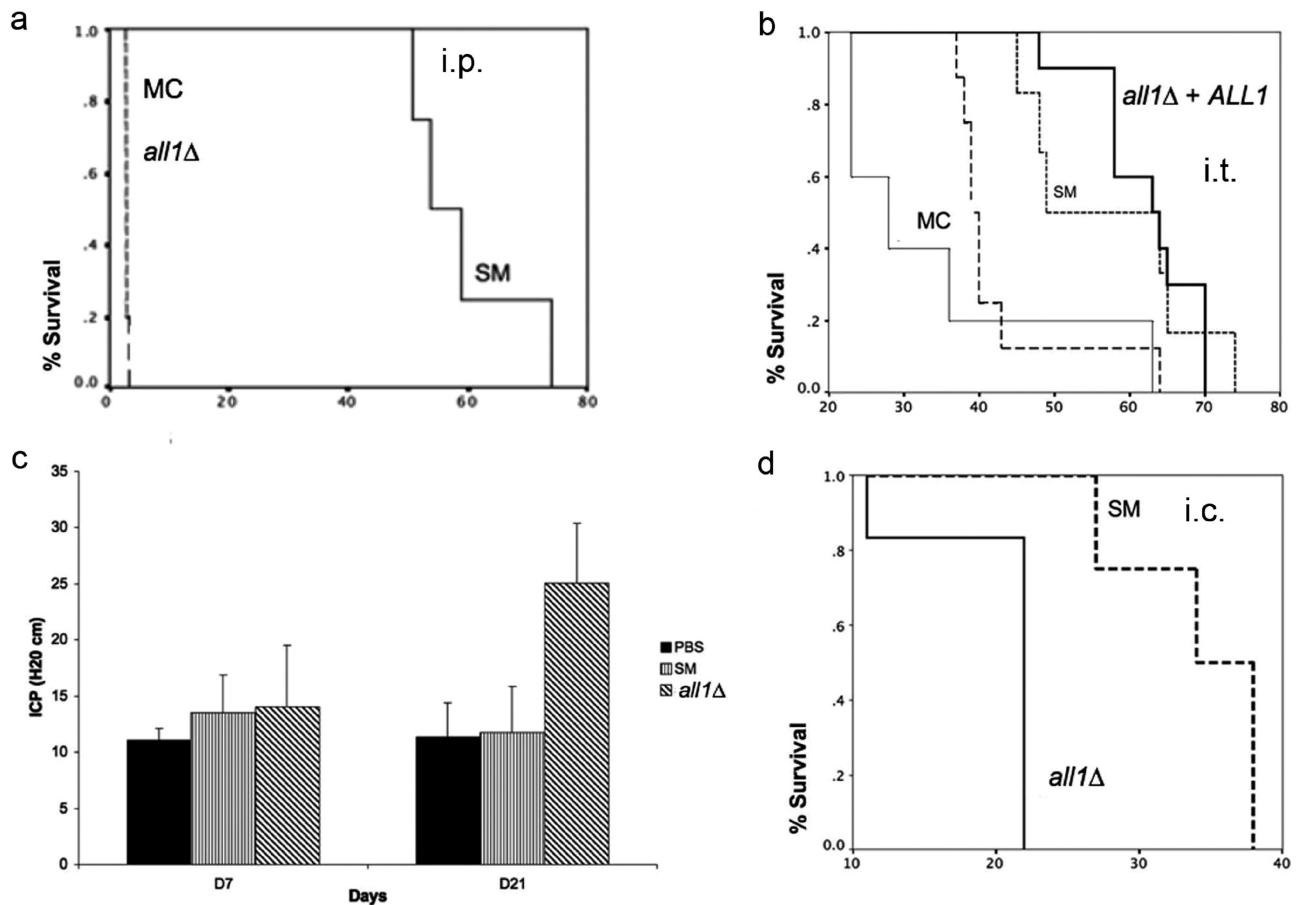 a
1.0
.8
.6
.4
.2
0.0
% Survival
MC
all1Δ
i.p.
SM
0 20 40 60 80
b
1.0
.8
.6
.4
.2
0.0
% Survival
all1Δ + ALL1
i.t.
SM
MC
20 30 40 50 60 70 80
c
35
30
25
20
15
10
5
0
ICP (H20 cm)
D7 D21
Days
PBS
SM
all1Δ
d
1.0
.8
.6
.4
.2
0.0
% Survival
SM
i.c.
all1Δ
10 20 30 40